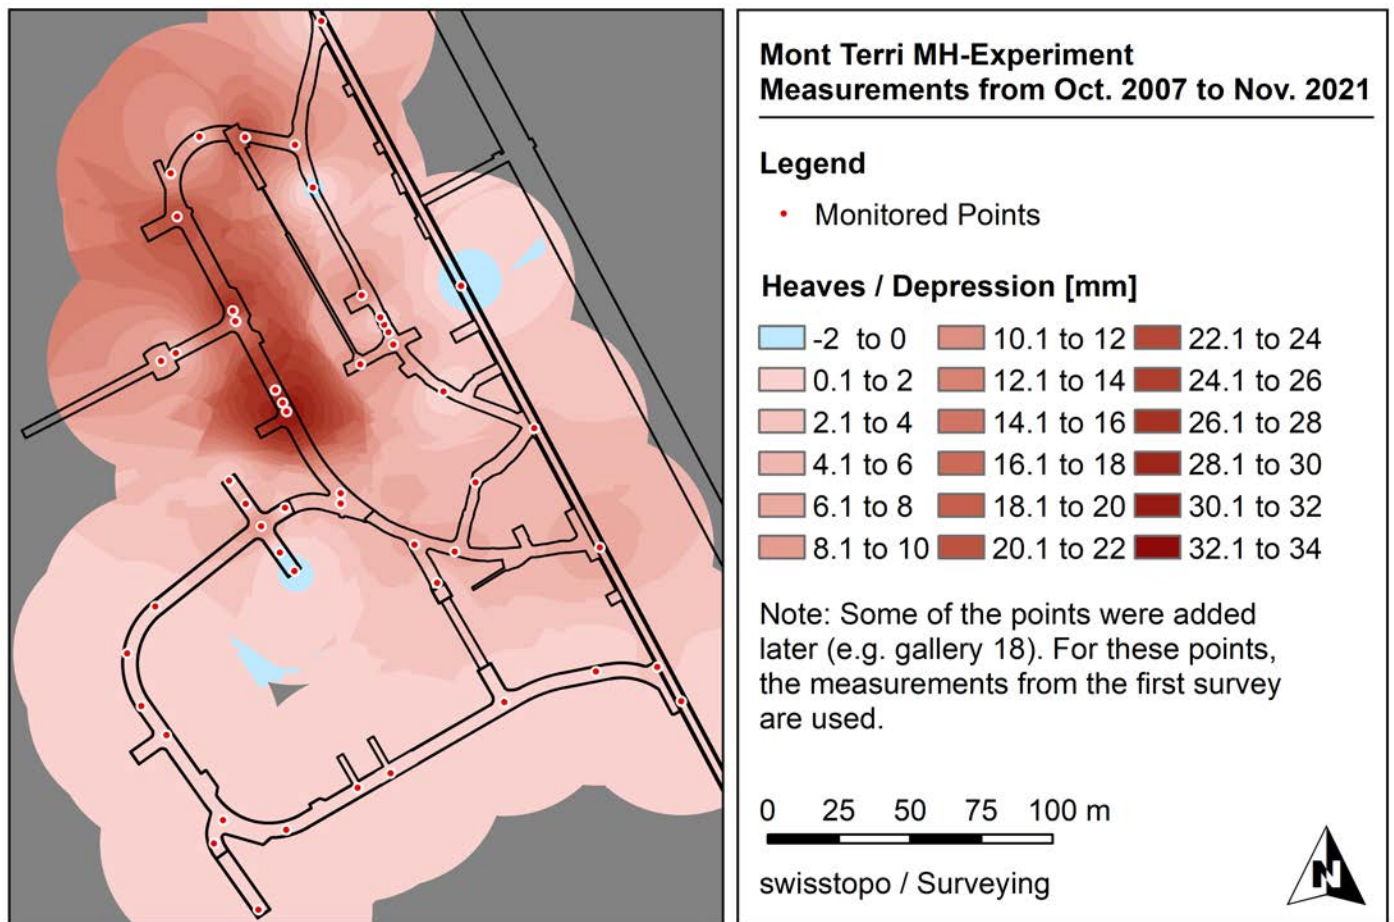 Mont Terri MH-Experiment
Measurements from Oct. 2007 to Nov. 2021
Legend
Monitored Points
Heaves / Depression [mm]
-2 to 0 10.1 to 12 22.1 to 24
0.1 to 2 12.1 to 14 24.1 to 26
2.1 to 4 14.1 to 16 26.1 to 28
4.1 to 6 16.1 to 18 28.1 to 30
6.1 to 8 18.1 to 20 30.1 to 32
8.1 to 10 20.1 to 22 32.1 to 34
Note: Some of the points were added
later (e.g. gallery 18). For these points,
the measurements from the first survey
are used.
0 25 50 75 100 m
swisstopo / Surveying
N